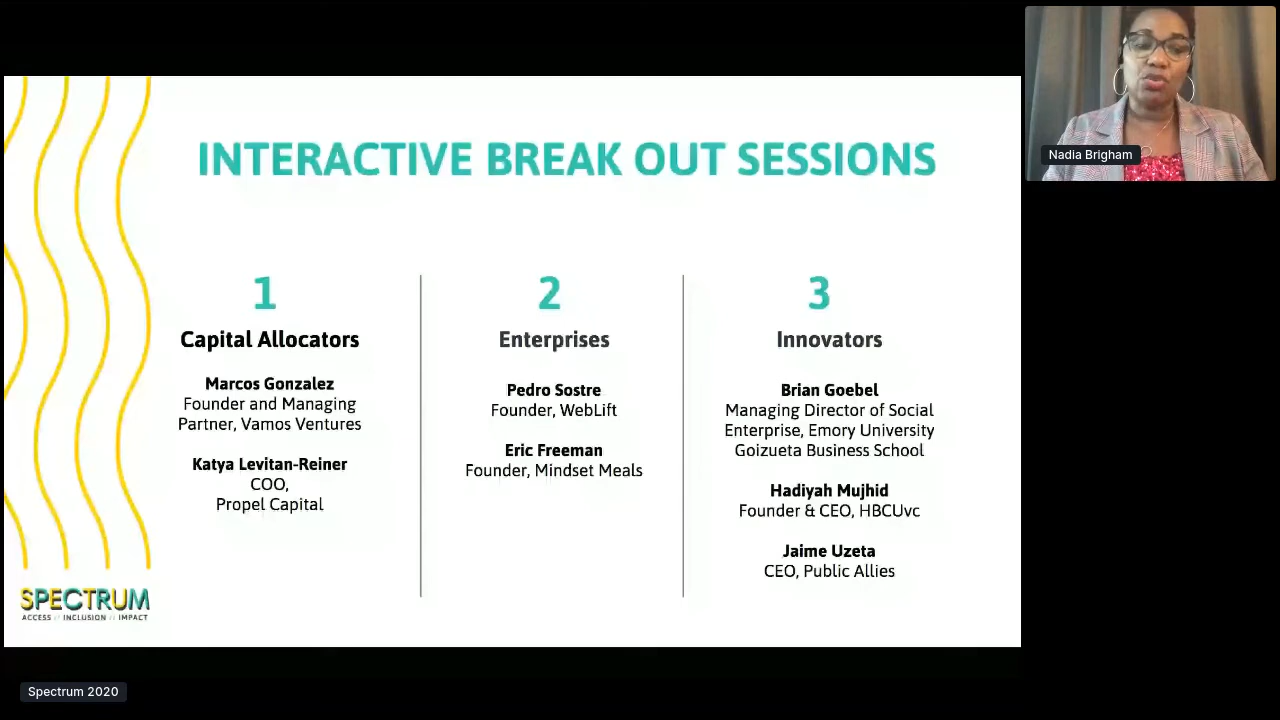 Nadia Brigham
INTERACTIVE BREAK OUT SESSIONS
1
Capital Allocators
Marcos Gonzalez
Founder and Managing
Partner, Vamos Ventures
Katya Levitan-Reiner
COO,
Propel Capital
2
Enterprises
Pedro Sostre
Founder, WebLift
Eric Freeman
Founder, Mindset Meals
3
Innovators
Brian Goebel
Managing Director of Social
Enterprise, Emory University
Goizueta Business School
Hadiyah Mujhid
Founder & CEO, HBCUvc
Jaime Uzeta
CEO, Public Allies
SPECTRUM
ACCESS INCLUSION IMPACT
Spectrum 2020